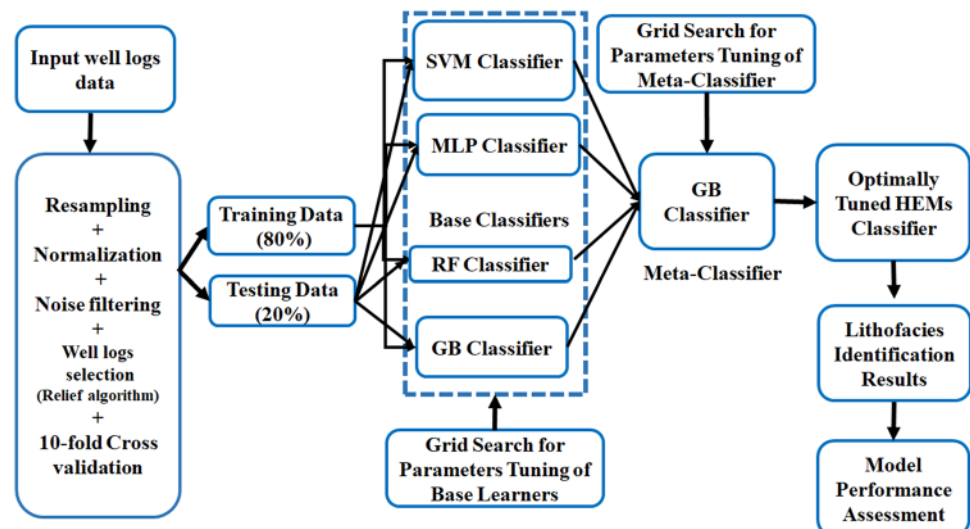 Input well logs
data
Resampling
+
Normalization
+
Noise filtering
+
Well logs
selection
(Relief algorithm)
+
10-fold Cross
validation
Training Data
(80%)
Testing Data
(20%)
SVM Classifier
MLP Classifier
Base Classifiers
RF Classifier
GB Classifier
Grid Search for
Parameters Tuning of
Base Learners
Grid Search for
Parameters Tuning of
Meta-Classifier
GB
Classifier
Meta-Classifier
Optimally
Tuned HEMs
Classifier
Lithofacies
Identification
Results
Model
Performance
Assessment